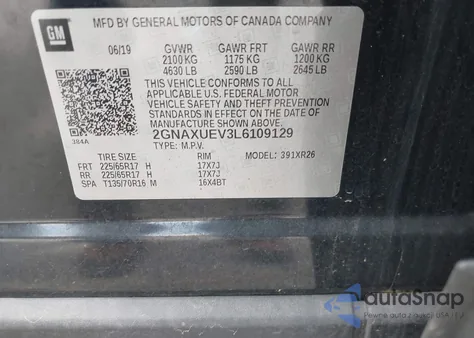 GM
MFD BY GENERAL MOTORS OF CANADA COMPANY
06/19 GVWR GAWR FRT GAWR RR
2100 KG 1175 KG 1200 KG
4630 LB 2590 LB 2645 LB
THIS VEHICLE CONFORMS TO ALL
APPLICABLE U.S. FEDERAL MOTOR
VEHICLE SAFETY AND THEFT PREVENTION
STANDARDS IN EFFECT ON THE DATE OF
MANUFACTURE SHOWN ABOVE.
384A
2GNAXUEV3L6109129
TYPE: M.P.V.
TIRE SIZE RIM 391XR26
FRT 225/65R17 H 17X7J
RR 225/65R17 H 17X7J
SPA T135/70R16 M 16X4BT
autoSnap